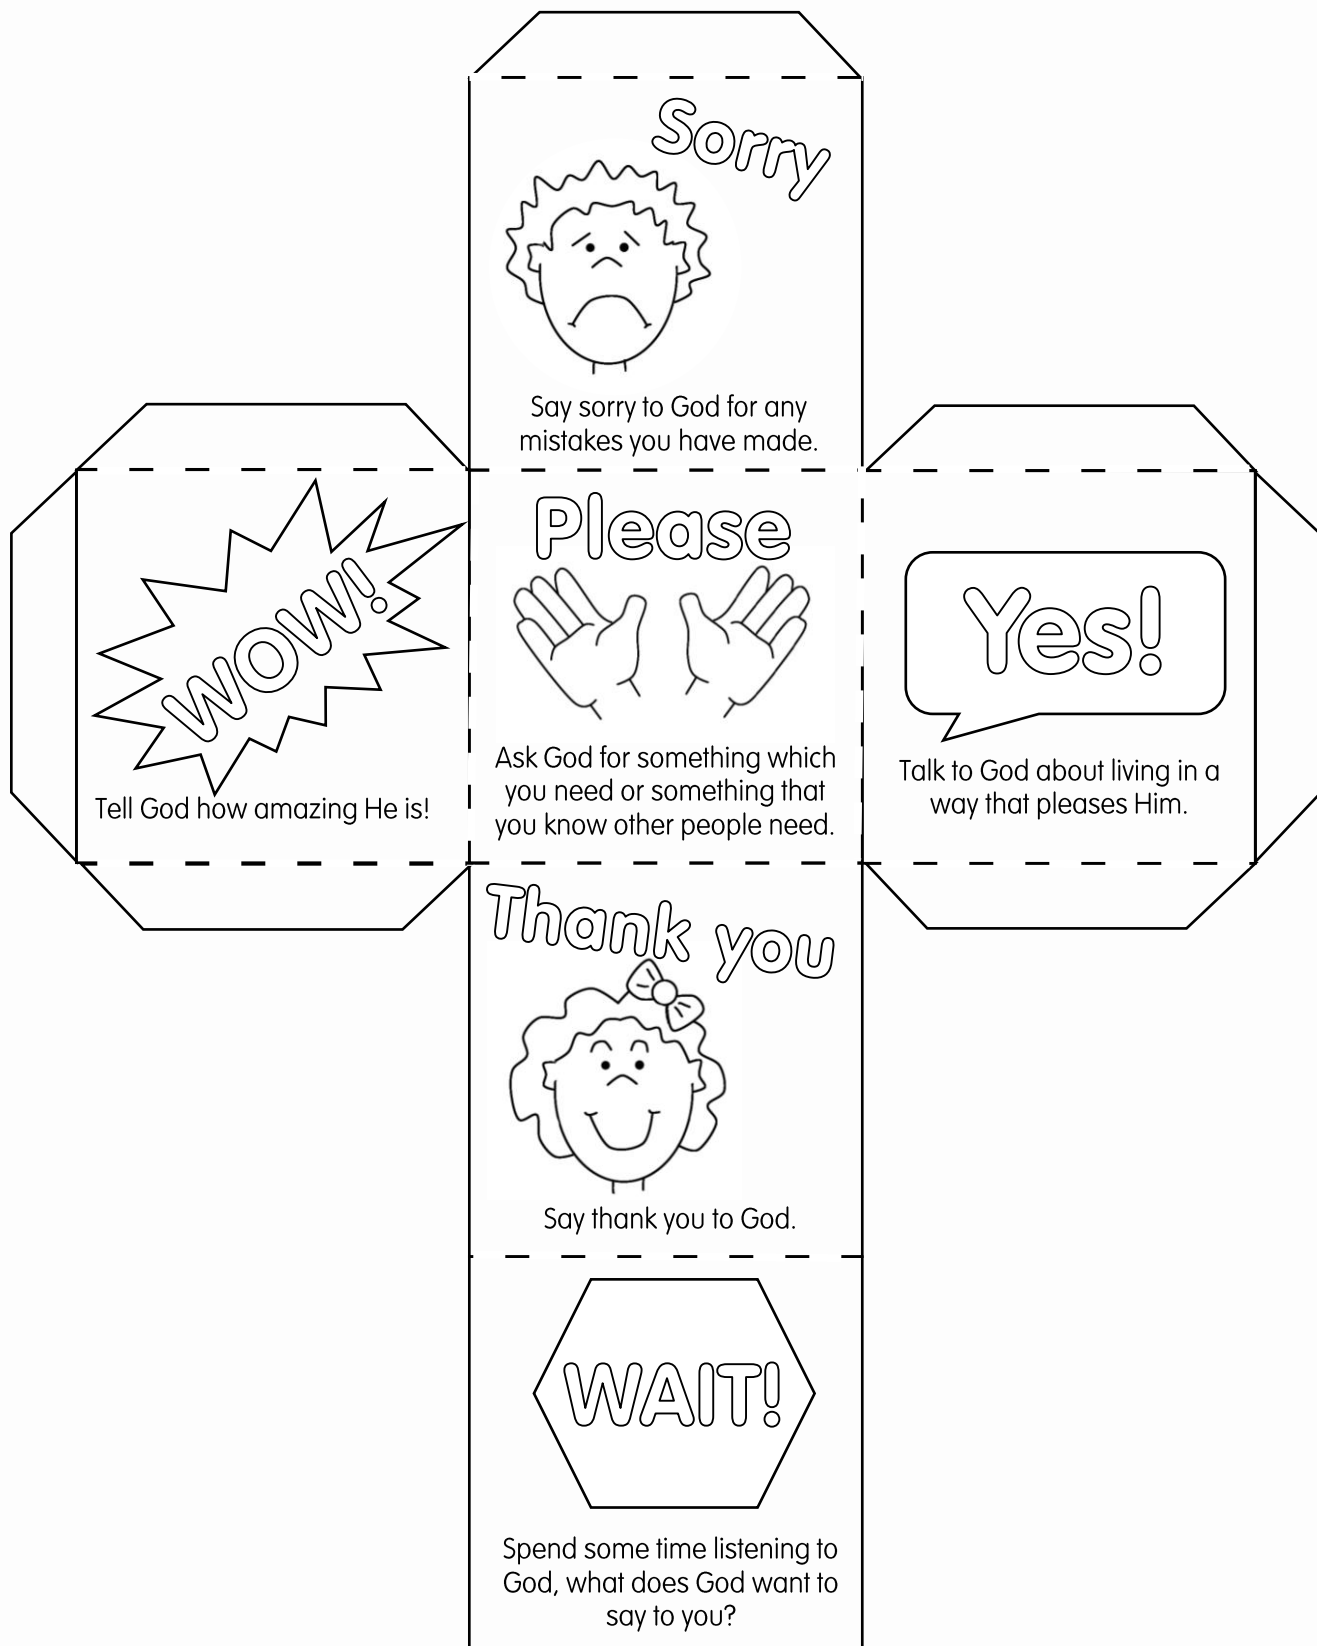 Sorry
Say sorry to God for any
mistakes you have made.
WOW!
Tell God how amazing He is!
Please
Ask God for something which
you need or something that
you know other people need.
Yes!
Talk to God about living in a
way that pleases Him.
Thank you
Say thank you to God.
WAIT!
Spend some time listening to
God, what does God want to
say to you?